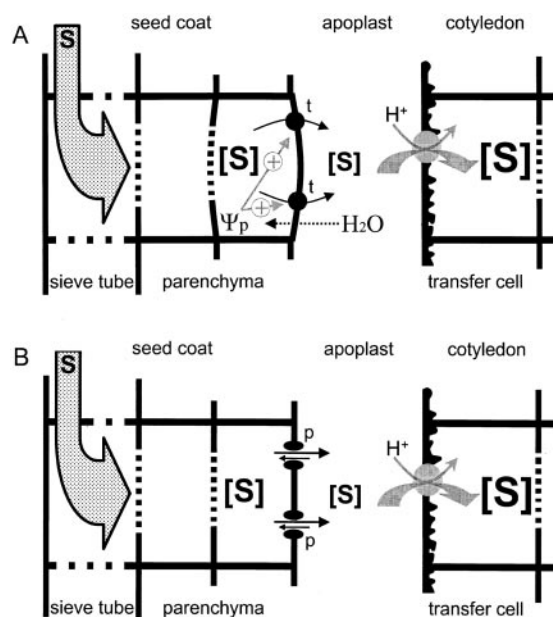 A
seed coat apoplast cotyledon
S
t
H+
[S] [S] [S]
+
t
+
Ψp H2O
sieve tube parenchyma transfer cell
B
seed coat apoplast cotyledon
S
p
H+
[S] [S] [S]
p
sieve tube parenchyma transfer cell